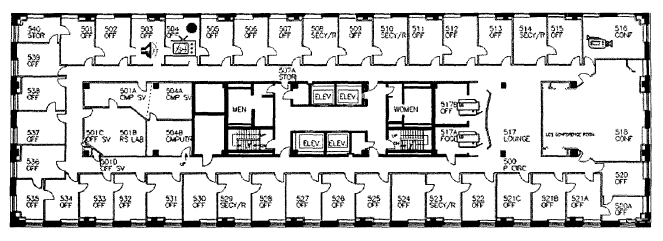 540
STOR
501
OFF
502
OFF
503
OFF
504
OFF
505
OFF
506
OFF
507
OFF
508
SECY/R
509
OFF
510
SECY/R
511
OFF
512
OFF
513
OFF
514
SECY/R
515
OFF
516
CONF
539
OFF
507A
STOR
538
OFF
501A
CMP SV
504A
CMP SV
ELEV
ELEV
MEN
WOMEN
517B
OFF
537
OFF
501C
OFF SV
501B
RS LAB
504B
CMPUTR
ELEV
ELEV
517A
FOOD
517
LOUNGE
CONFERENCE ROOM
518
CONF
536
OFF
501D
OFF SV
500
P CIRC
520
OFF
535
OFF
534
OFF
533
OFF
532
OFF
531
OFF
530
OFF
529
SECY/R
528
OFF
527
OFF
526
OFF
525
OFF
524
OFF
523
SECY/R
522
OFF
521C
OFF
521B
OFF
521A
OFF
520A
OFF